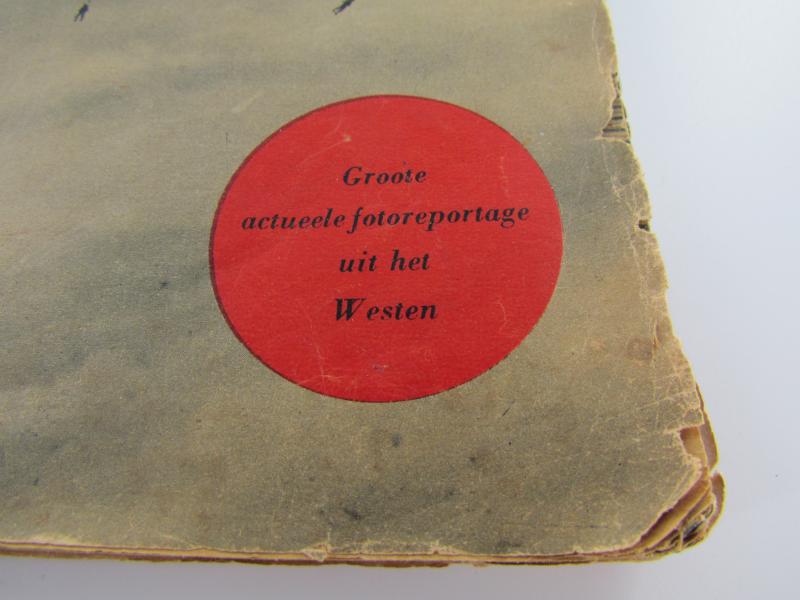 Groote
actueele fotoreportage
uit het
Westen